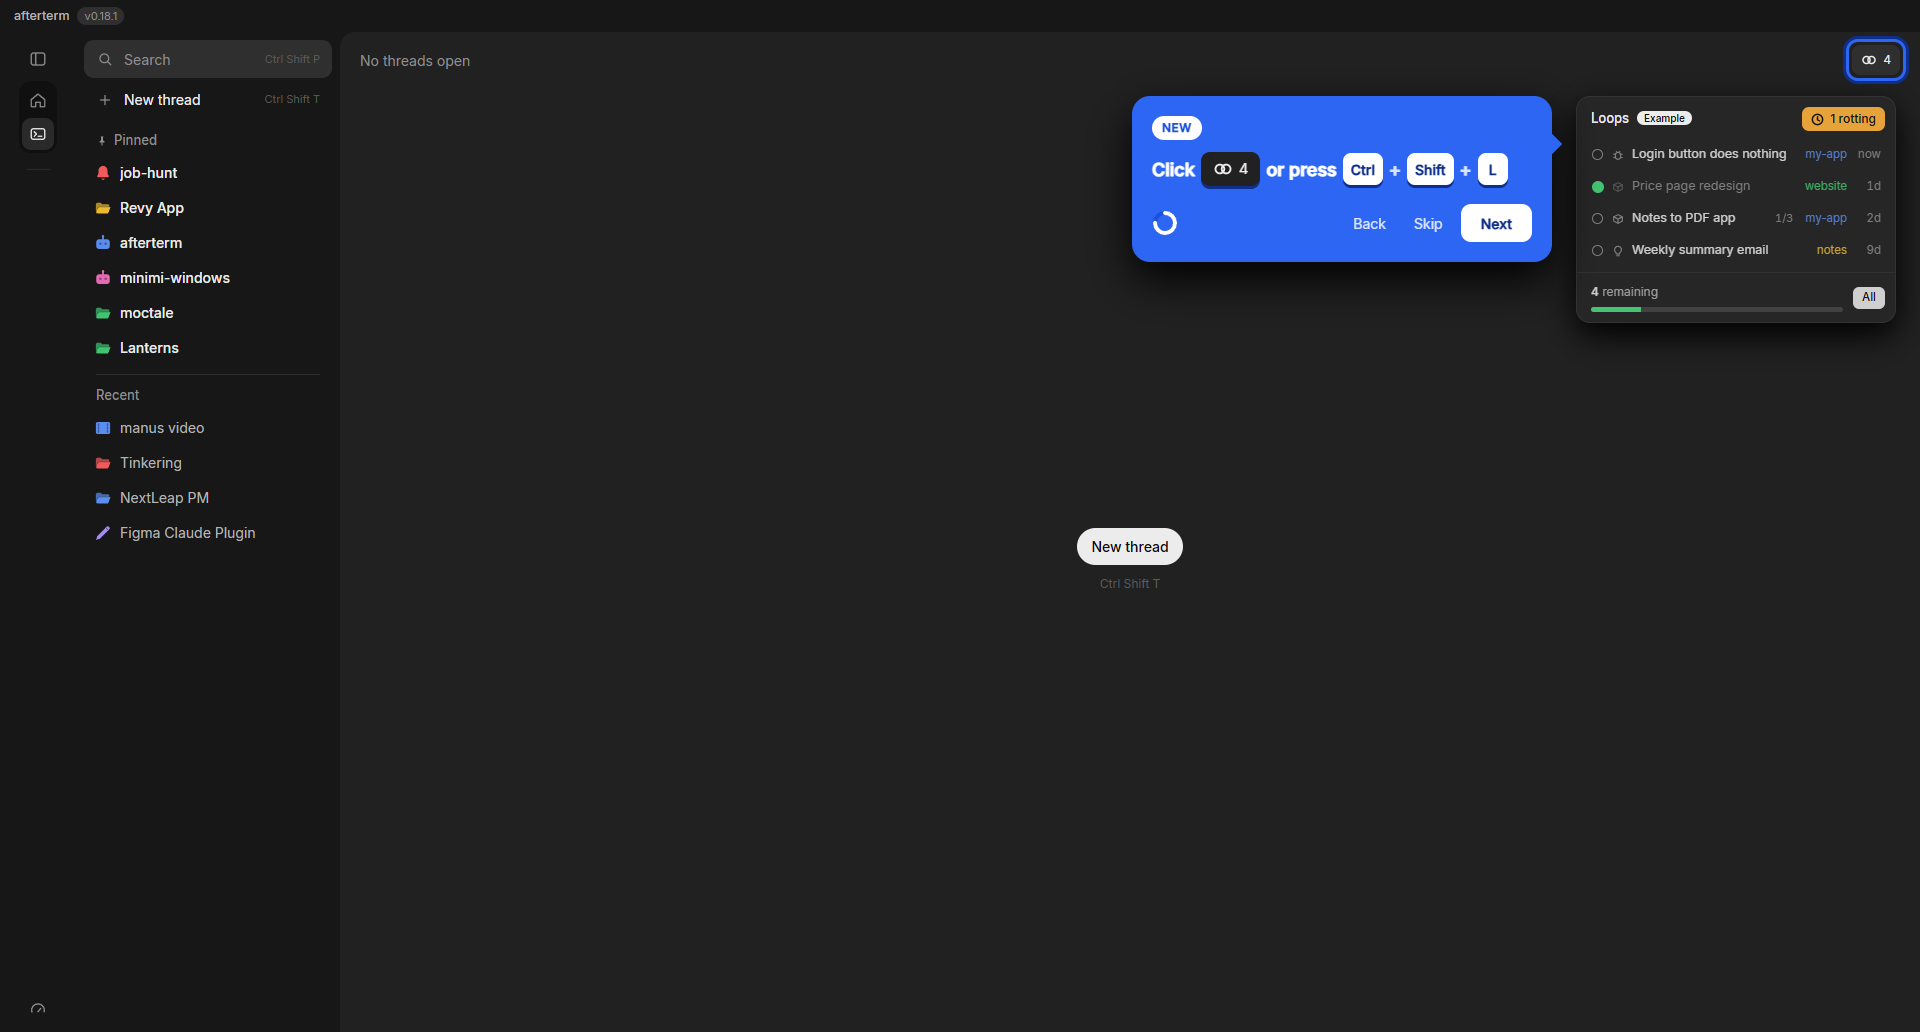 afterterm v0.18.1
Search Ctrl Shift P
New thread Ctrl Shift T
Pinned
job-hunt
Revy App
afterterm
minimi-windows
moctale
Lanterns
Recent
manus video
Tinkering
NextLeap PM
Figma Claude Plugin
No threads open
4
NEW
Click 4 or press Ctrl + Shift + L
Back Skip Next
Loops Example 1 rotting
Login button does nothing my-app now
Price page redesign website 1d
Notes to PDF app 1/3 my-app 2d
Weekly summary email notes 9d
4 remaining All
New thread
Ctrl Shift T